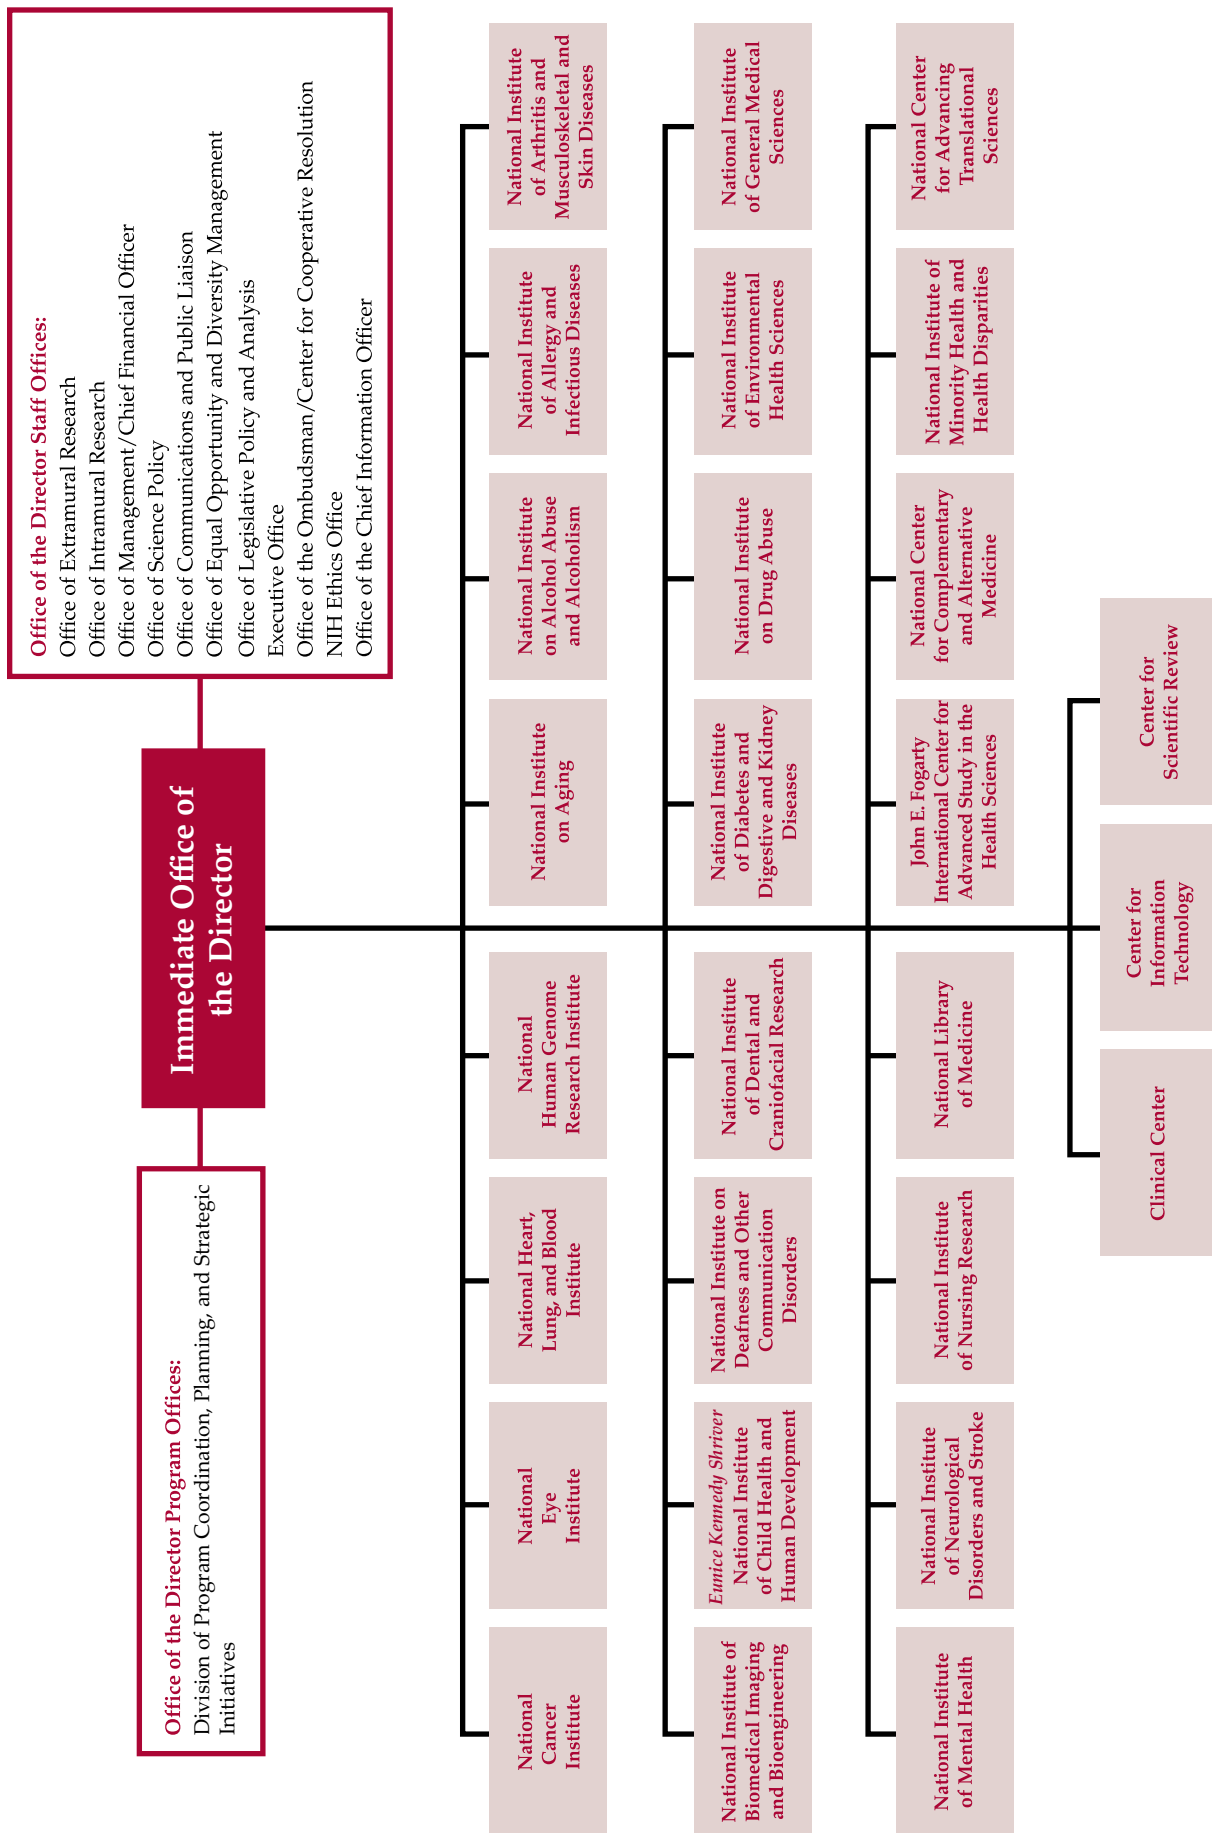 Immediate Office of
the Director
Office of the Director Program Offices:
Division of Program Coordination, Planning, and Strategic
Initiatives
Office of the Director Staff Offices:
Office of Extramural Research
Office of Intramural Research
Office of Management/Chief Financial Officer
Office of Science Policy
Office of Communications and Public Liaison
Office of Equal Opportunity and Diversity Management
Office of Legislative Policy and Analysis
Executive Office
Office of the Ombudsman/Center for Cooperative Resolution
NIH Ethics Office
Office of the Chief Information Officer
National
Cancer
Institute
National
Eye
Institute
National Heart,
Lung, and Blood
Institute
National
Human Genome
Research Institute
National Institute
on Aging
National Institute
on Alcohol Abuse
and Alcoholism
National Institute
of Allergy and
Infectious Diseases
National Institute
of Arthritis and
Musculoskeletal and
Skin Diseases
National Institute of
Biomedical Imaging
and Bioengineering
Eunice Kennedy Shriver
National Institute
of Child Health and
Human Development
National Institute on
Deafness and Other
Communication
Disorders
National Institute
of Dental and
Craniofacial Research
National Institute
of Diabetes and
Digestive and Kidney
Diseases
National Institute
on Drug Abuse
National Institute
of Environmental
Health Sciences
National Institute
of General Medical
Sciences
National Institute
of Mental Health
National Institute
of Neurological
Disorders and Stroke
National Institute
of Nursing Research
National Library
of Medicine
John E. Fogarty
International Center for
Advanced Study in the
Health Sciences
National Center
for Complementary
and Alternative
Medicine
National Institute of
Minority Health and
Health Disparities
National Center
for Advancing
Translational
Sciences
Clinical Center
Center for
Information
Technology
Center for
Scientific Review